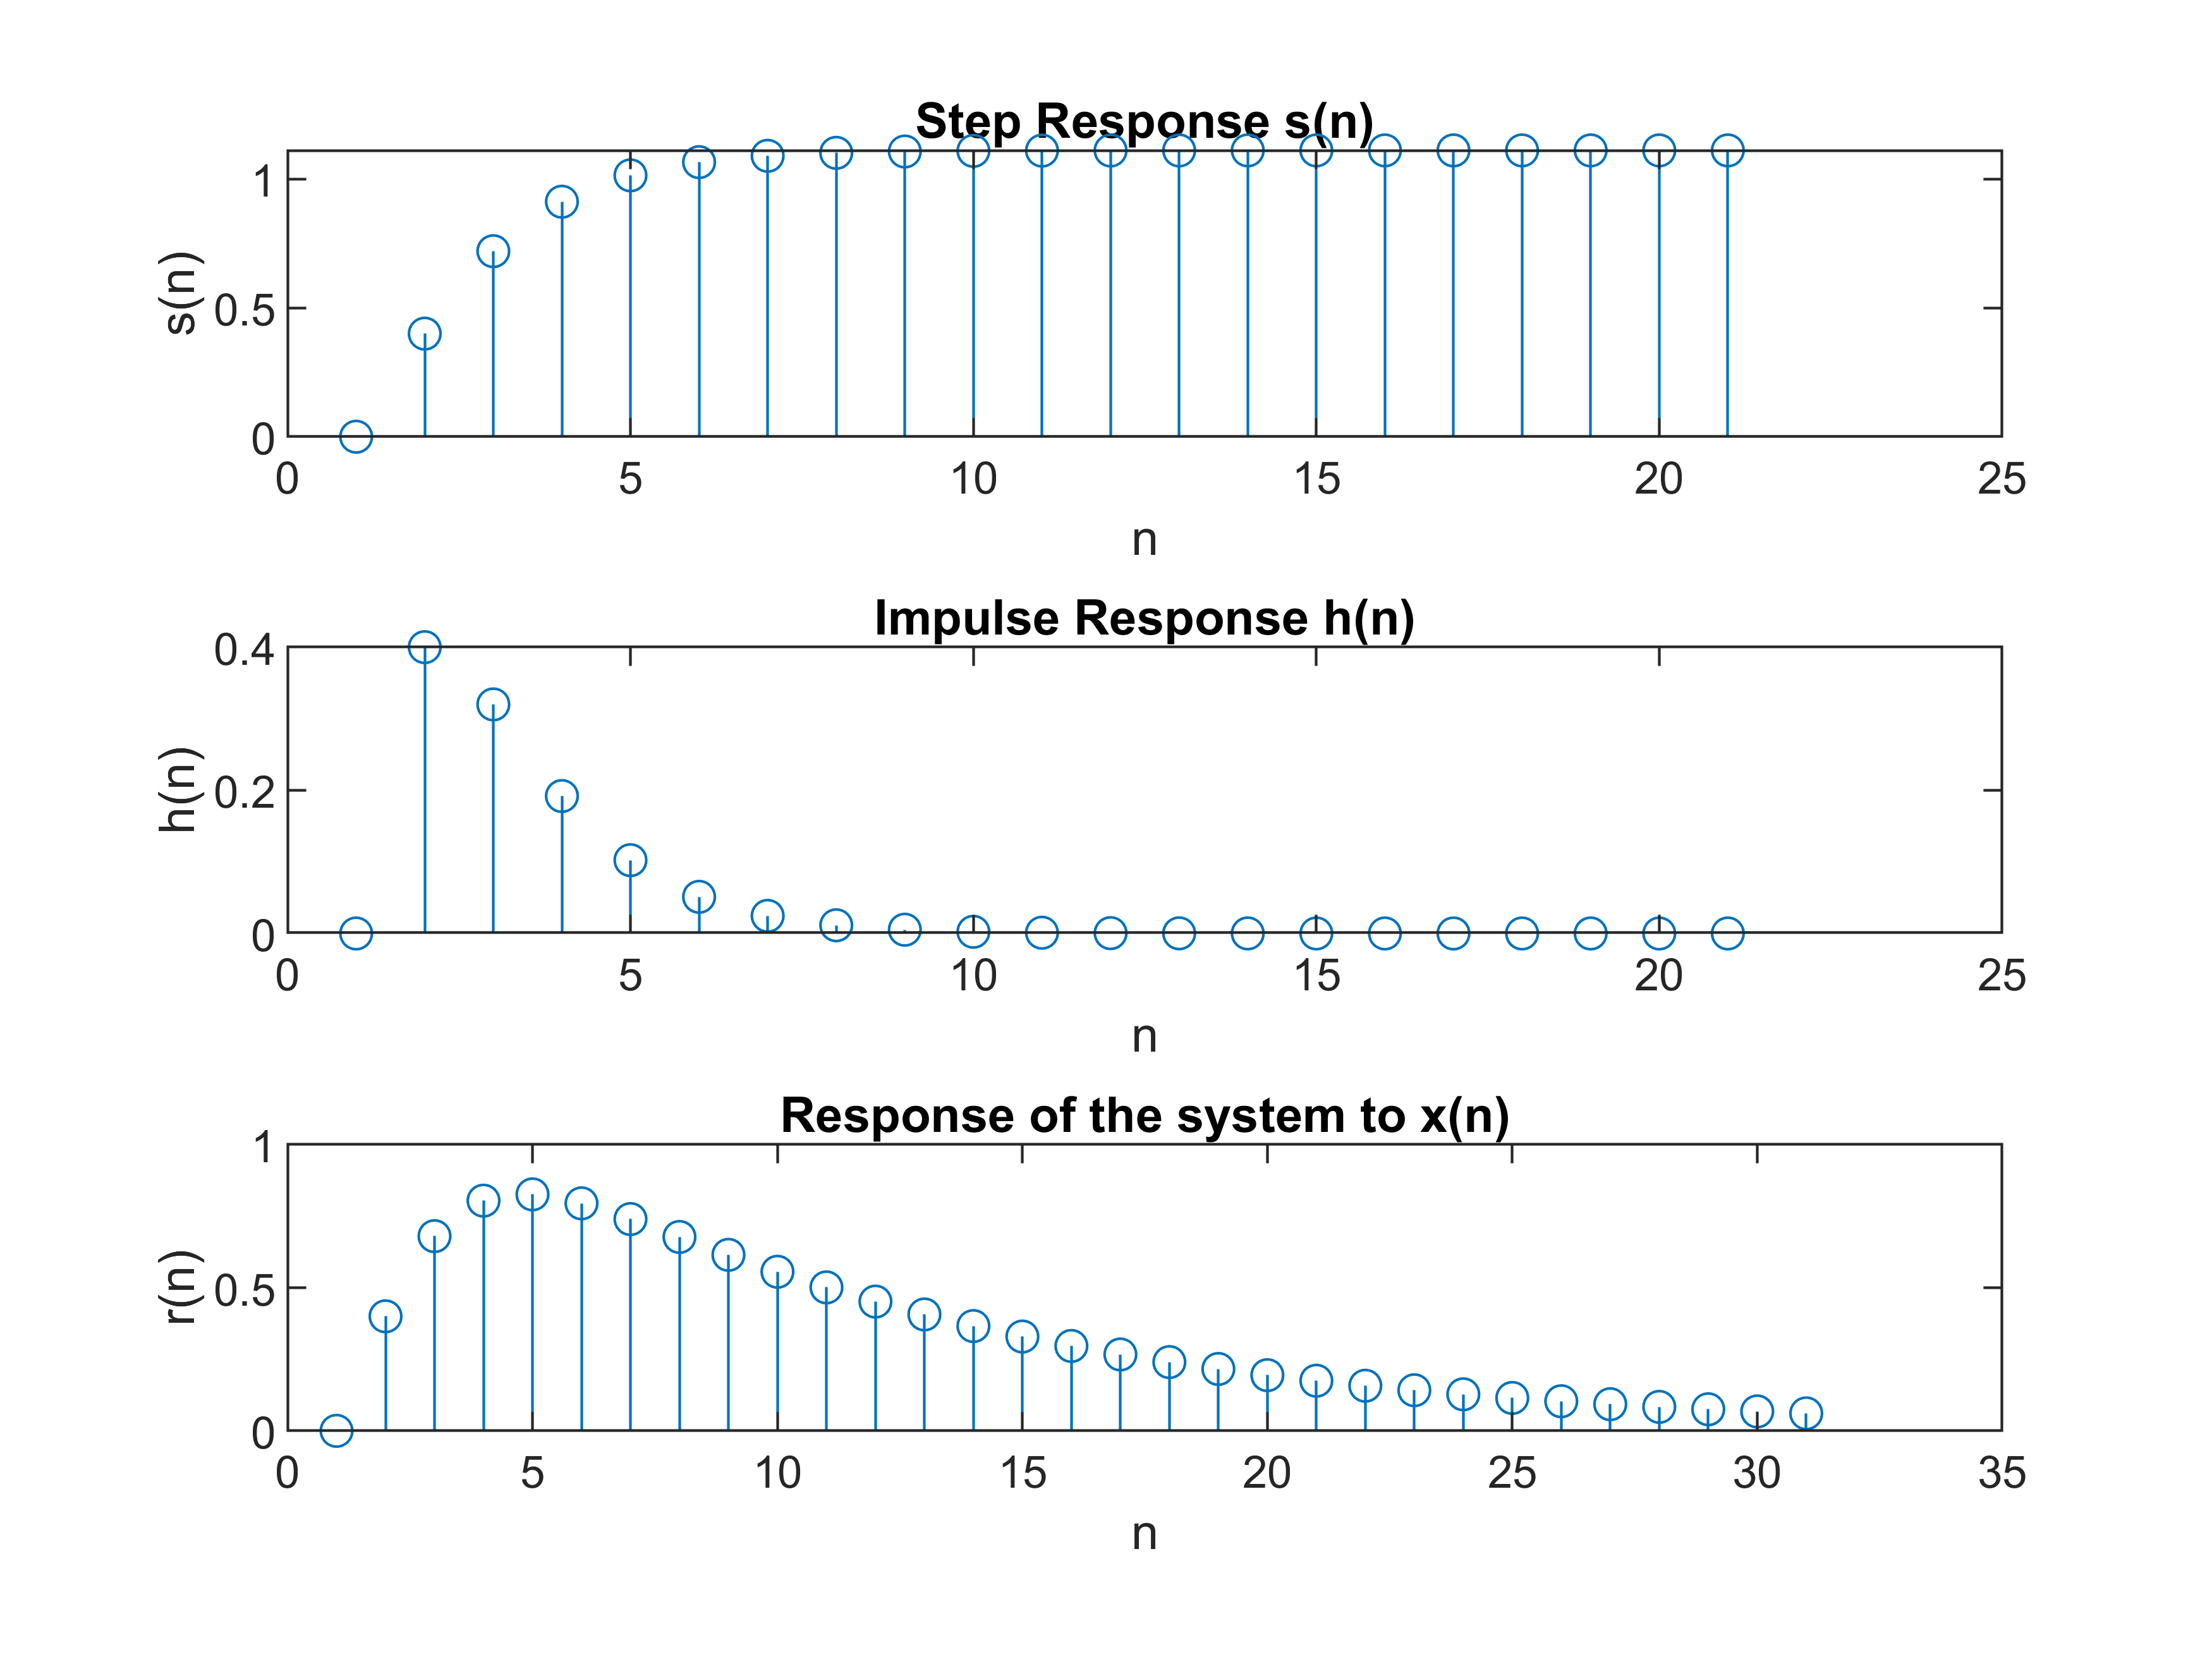 Step Response s(n)
1
0.5
0
s(n)
0 5 10 15 20 25
n
Impulse Response h(n)
0.4
0.2
0
h(n)
0 5 10 15 20 25
n
Response of the system to x(n)
1
0.5
0
r(n)
0 5 10 15 20 25 30 35
n